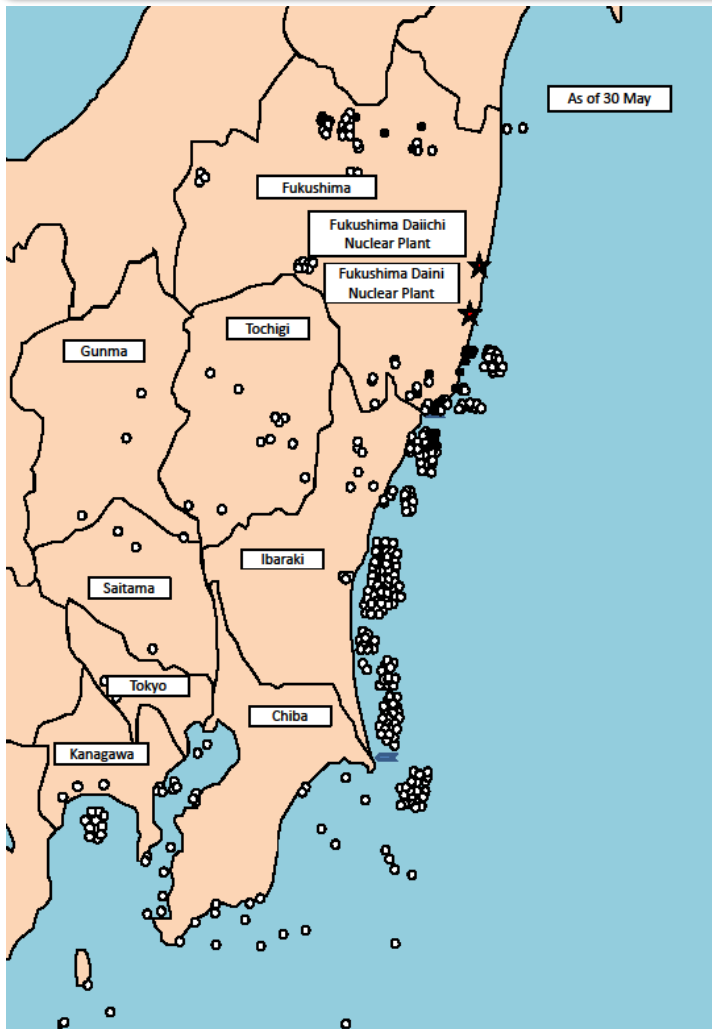 As of 30 May
Fukushima
Fukushima Daiichi
Nuclear Plant
Fukushima Daini
Nuclear Plant
Tochigi
Gunma
Ibaraki
Saitama
Tokyo
Chiba
Kanagawa